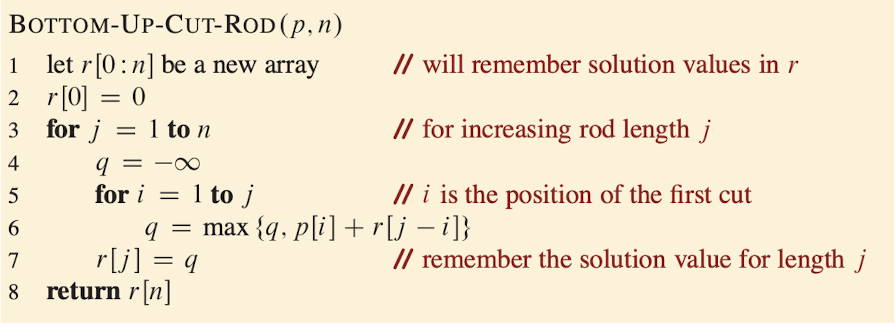 BOTTOM-UP-CUT-ROD(p, n)
1 let r[0:n] be a new array // will remember solution values in r
2 r[0] = 0
3 for j = 1 to n // for increasing rod length j
4 q = −∞
5 for i = 1 to j // i is the position of the first cut
6 q = max {q, p[i] + r[j − i]}
7 r[j] = q // remember the solution value for length j
8 return r[n]